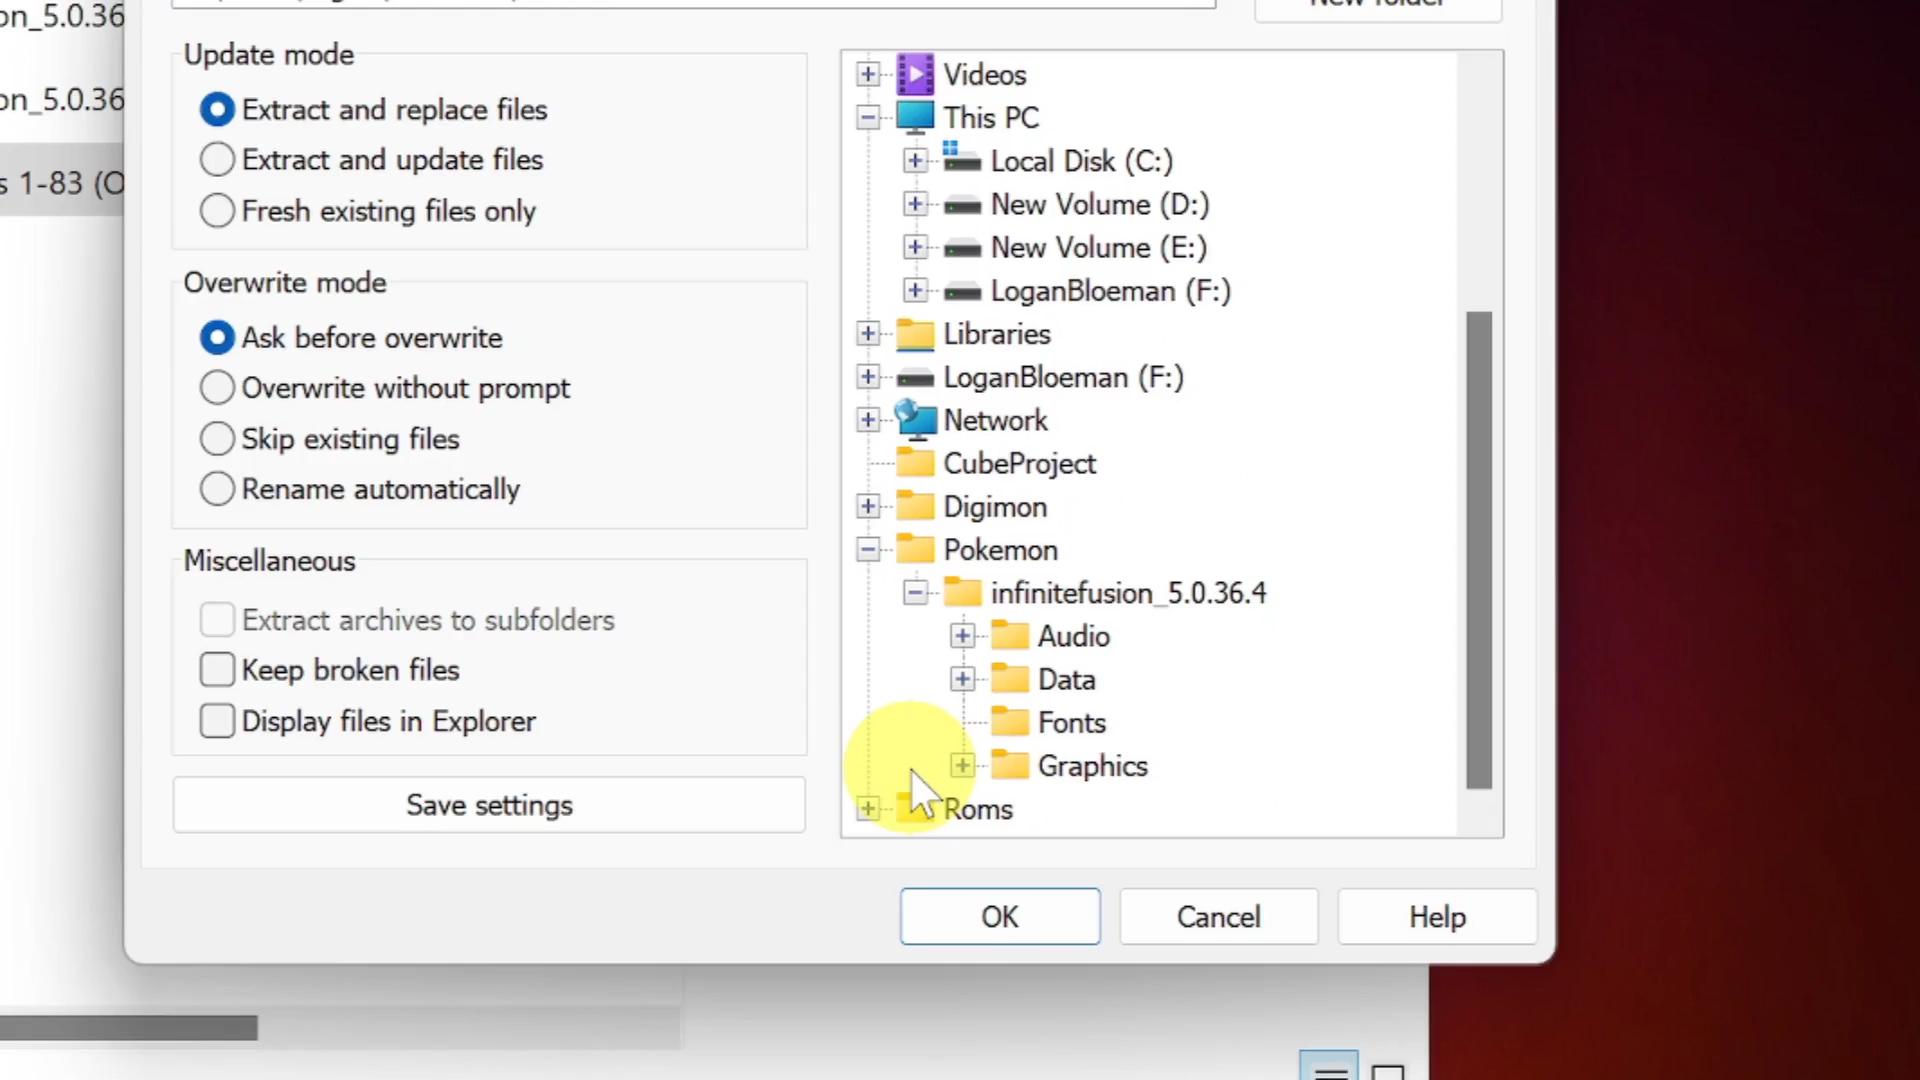 on_5.0.36
on_5.0.36
s 1-83 (O
New folder
Update mode
Extract and replace files
Extract and update files
Fresh existing files only
Overwrite mode
Ask before overwrite
Overwrite without prompt
Skip existing files
Rename automatically
Miscellaneous
Extract archives to subfolders
Keep broken files
Display files in Explorer
Save settings
Videos
This PC
Local Disk (C:)
New Volume (D:)
New Volume (E:)
LoganBloeman (F:)
Libraries
LoganBloeman (F:)
Network
CubeProject
Digimon
Pokemon
infinitefusion_5.0.36.4
Audio
Data
Fonts
Graphics
Roms
OK
Cancel
Help